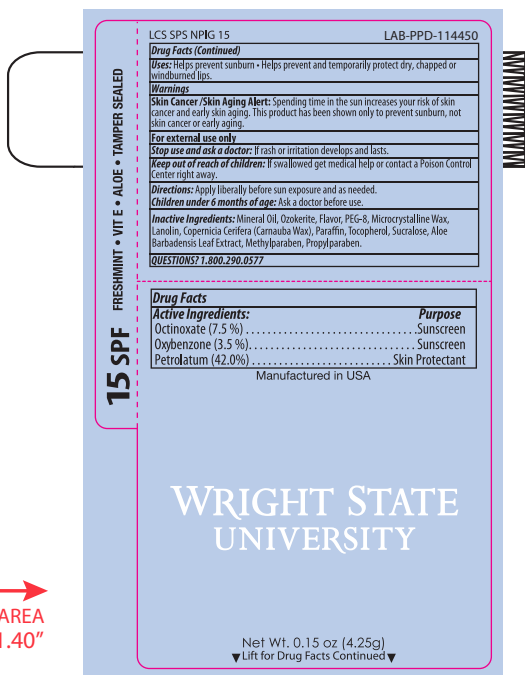 LCS SPS NPIG 15 LAB-PPD-114450
Drug Facts (Continued)
Uses: Helps prevent sunburn • Helps prevent and temporarily protect dry, chapped or
windburned lips.
Warnings
Skin Cancer /Skin Aging Alert: Spending time in the sun increases your risk of skin
cancer and early skin aging. This product has been shown only to prevent sunburn, not
skin cancer or early aging.
For external use only
Stop use and ask a doctor: If rash or irritation develops and lasts.
Keep out of reach of children: If swallowed get medical help or contact a Poison Control
Center right away.
Directions: Apply liberally before sun exposure and as needed.
Children under 6 months of age: Ask a doctor before use.
Inactive Ingredients: Mineral Oil, Ozokerite, Flavor, PEG-8, Microcrystalline Wax,
Lanolin, Copernicia Cerifera (Carnauba Wax), Paraffin, Tocopherol, Sucralose, Aloe
Barbadensis Leaf Extract, Methylparaben, Propylparaben.
QUESTIONS? 1.800.290.0577
15 SPF FRESHMINT • VIT E • ALOE • TAMPER SEALED
Drug Facts
Active Ingredients: Purpose
Octinoxate (7.5 %) ............................... Sunscreen
Oxybenzone (3.5 %) .............................. Sunscreen
Petrolatum (42.0%) .......................... Skin Protectant
Manufactured in USA
WRIGHT STATE
UNIVERSITY
AREA
1.40”
Net Wt. 0.15 oz (4.25g)
▼Lift for Drug Facts Continued▼